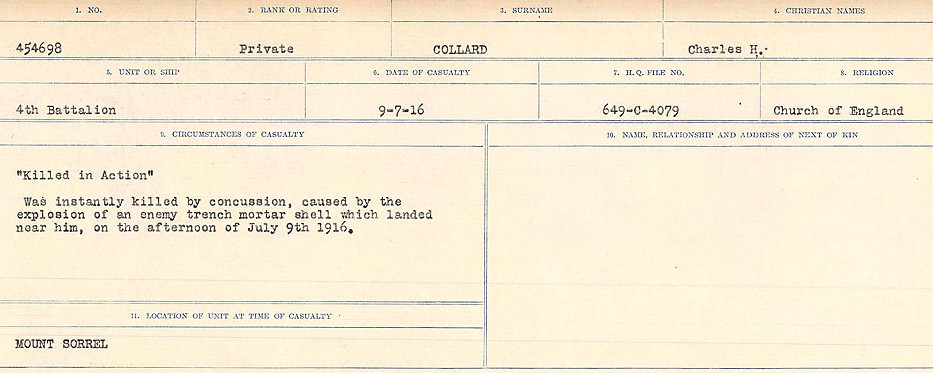 1. NO.
2. RANK OR RATING
3. SURNAME
4. CHRISTIAN NAMES
454698
Private
COLLARD
Charles H.
5. UNIT OR SHIP
6. DATE OF CASUALTY
7. H.Q. FILE NO.
8. RELIGION
4th Battalion
9-7-16
649-C-4079
Church of England
9. CIRCUMSTANCES OF CASUALTY
"Killed in Action"
Was instantly killed by concussion, caused by the
explosion of an enemy trench mortar shell which landed
near him, on the afternoon of July 9th 1916.
10. NAME, RELATIONSHIP AND ADDRESS OF NEXT OF KIN
11. LOCATION OF UNIT AT TIME OF CASUALTY
MOUNT SORREL